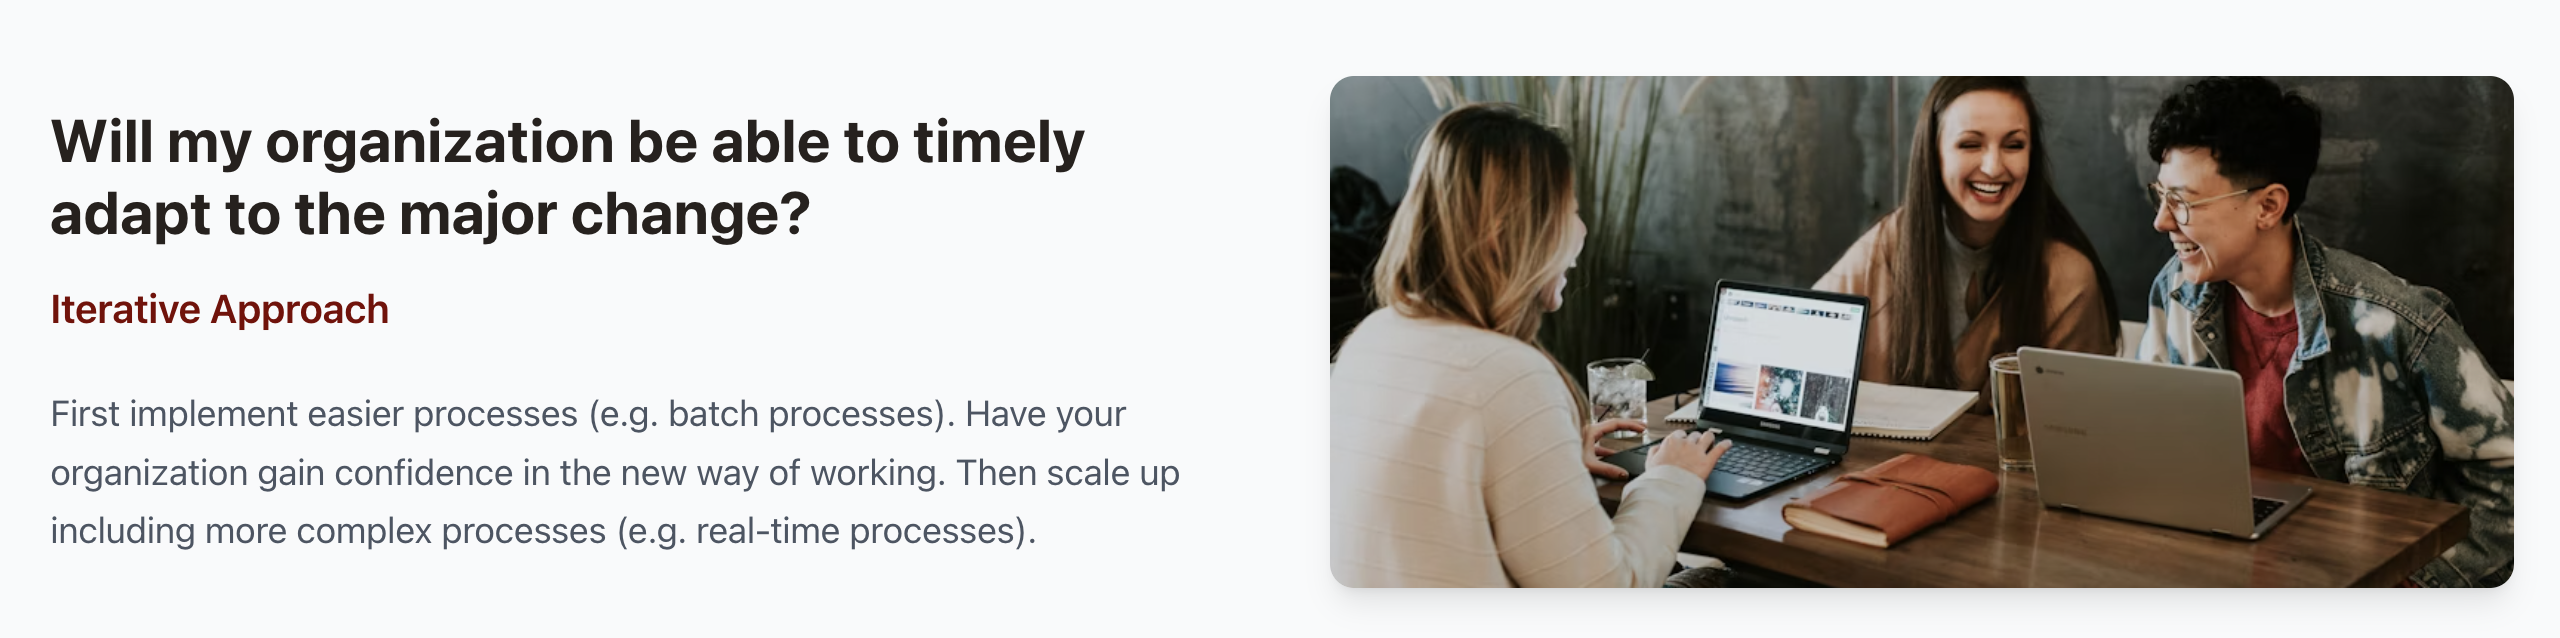 Will my organization be able to timely
adapt to the major change?
Iterative Approach
First implement easier processes (e.g. batch processes). Have your
organization gain confidence in the new way of working. Then scale up
including more complex processes (e.g. real-time processes).
SAMSUNG